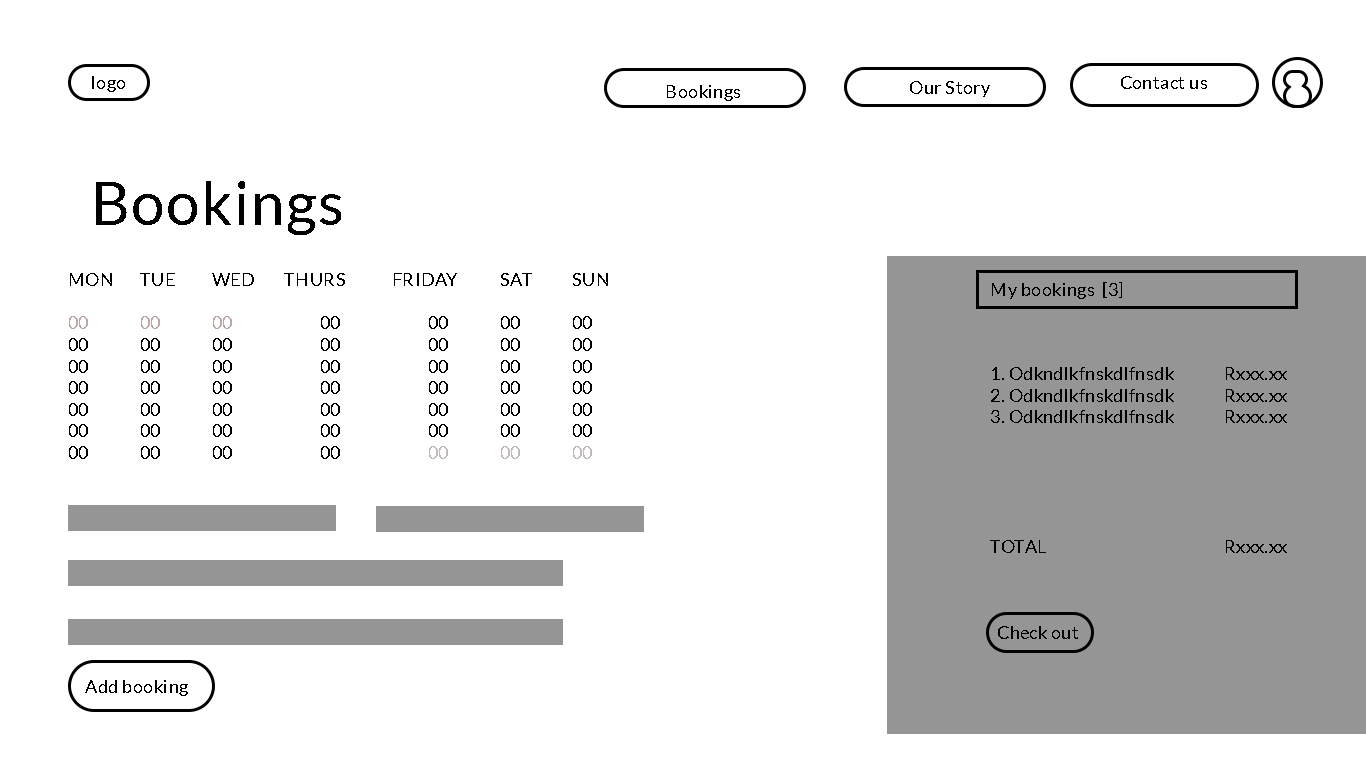 logo
Bookings
Our Story
Contact us
Bookings
MON TUE WED THURS FRIDAY SAT SUN
00 00 00 00 00 00 00
00 00 00 00 00 00 00
00 00 00 00 00 00 00
00 00 00 00 00 00 00
00 00 00 00 00 00 00
00 00 00 00 00 00 00
00 00 00 00 00 00 00
Add booking
My bookings [3]
1. Odkndlkfnskdlfnsdk Rxxx.xx
2. Odkndlkfnskdlfnsdk Rxxx.xx
3. Odkndlkfnskdlfnsdk Rxxx.xx
TOTAL Rxxx.xx
Check out